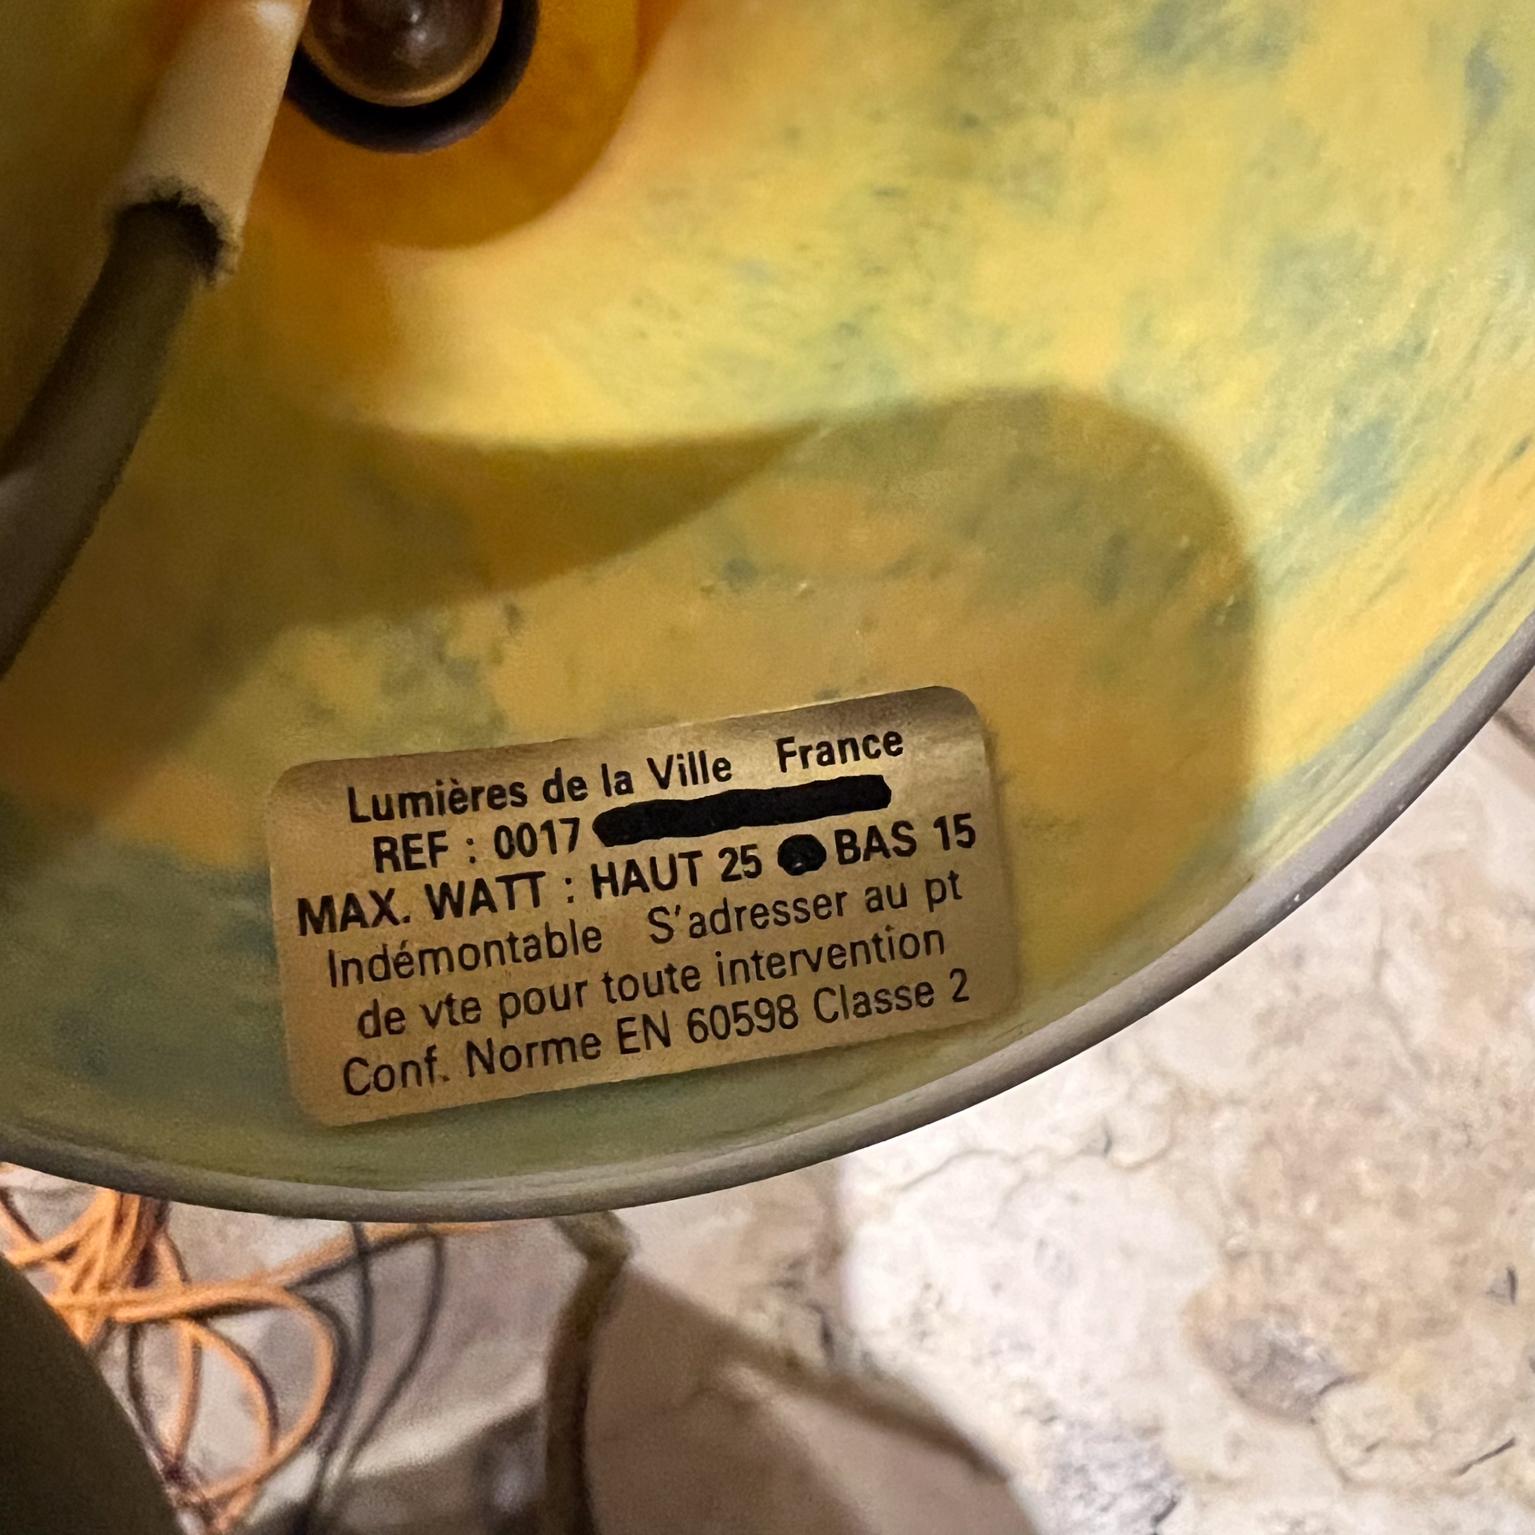 Lumières de la Ville France
REF : 0017
MAX. WATT : HAUT 25 BAS 15
Indémontable S'adresser au pt
de vte pour toute intervention
Conf. Norme EN 60598 Classe 2